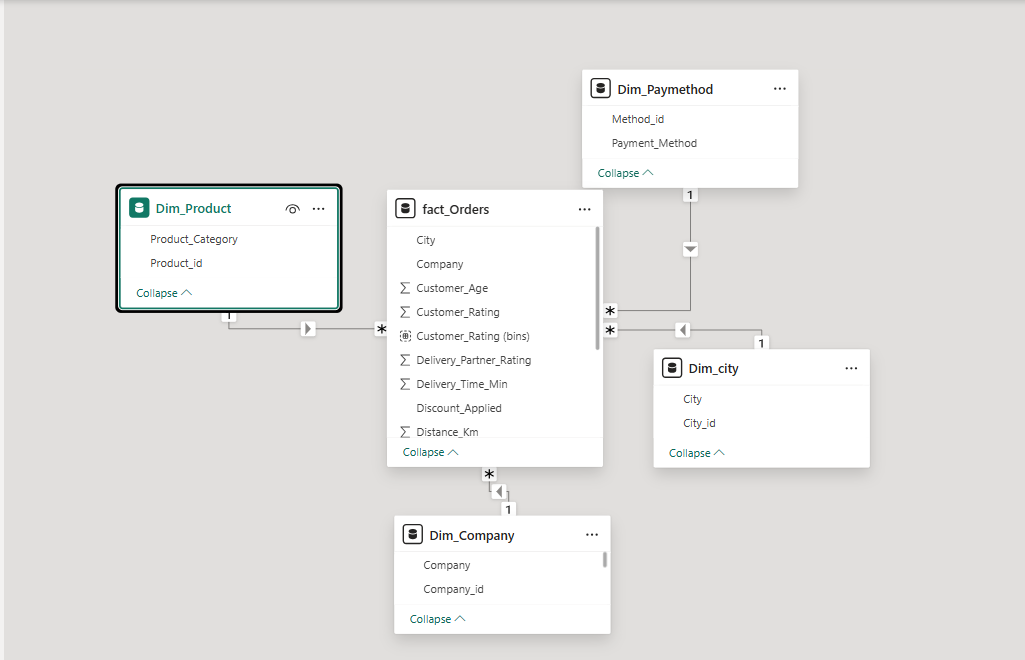 Dim_Paymethod
Method_id
Payment_Method
Collapse
1
Dim_Product
Product_Category
Product_id
Collapse
1
*
fact_Orders
City
Company
Customer_Age
Customer_Rating
Customer_Rating (bins)
Delivery_Partner_Rating
Delivery_Time_Min
Discount_Applied
Distance_Km
Collapse
*
*
1
Dim_city
City
City_id
Collapse
*
1
Dim_Company
Company
Company_id
Collapse